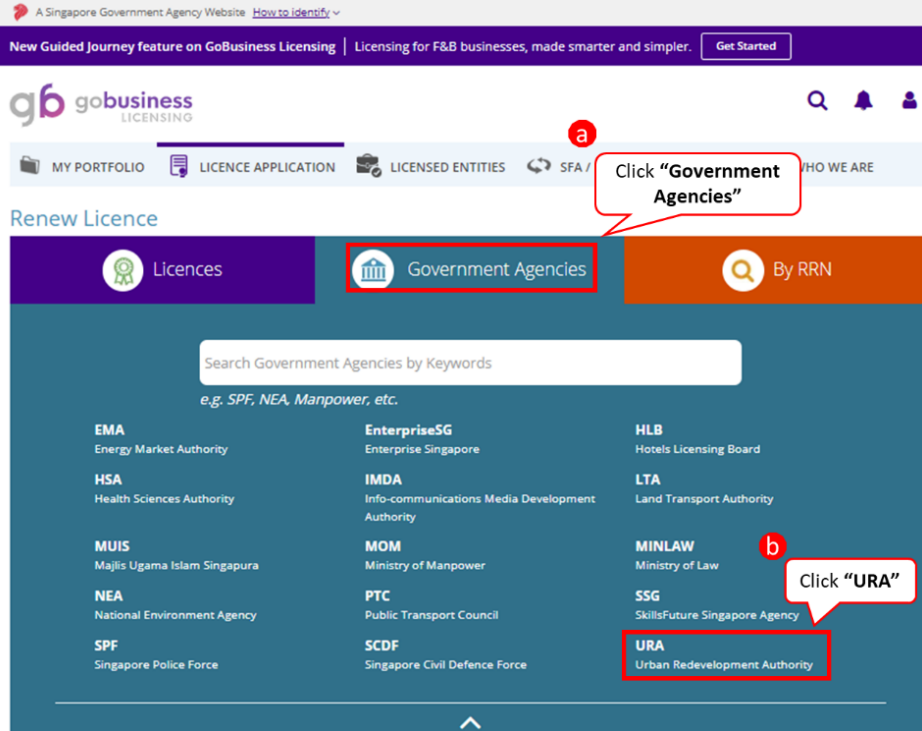 A Singapore Government Agency Website How to identify
New Guided Journey feature on GoBusiness Licensing | Licensing for F&B businesses, made smarter and simpler. Get Started
gb gobusiness
LICENSING
a
MY PORTFOLIO LICENCE APPLICATION LICENSED ENTITIES SFA / WHO WE ARE
Click "Government
Agencies"
Renew Licence
Licences Government Agencies By RRN
Search Government Agencies by Keywords
e.g. SPF, NEA, Manpower, etc.
EMA EnterpriseSG HLB
Energy Market Authority Enterprise Singapore Hotels Licensing Board
HSA IMDA LTA
Health Sciences Authority Info-communications Media Development Land Transport Authority
Authority
MUIS MOM MINLAW b
Majlis Ugama Islam Singapura Ministry of Manpower Ministry of Law
Click "URA"
NEA PTC SSG
National Environment Agency Public Transport Council SkillsFuture Singapore Agency
SPF SCDF URA
Singapore Police Force Singapore Civil Defence Force Urban Redevelopment Authority